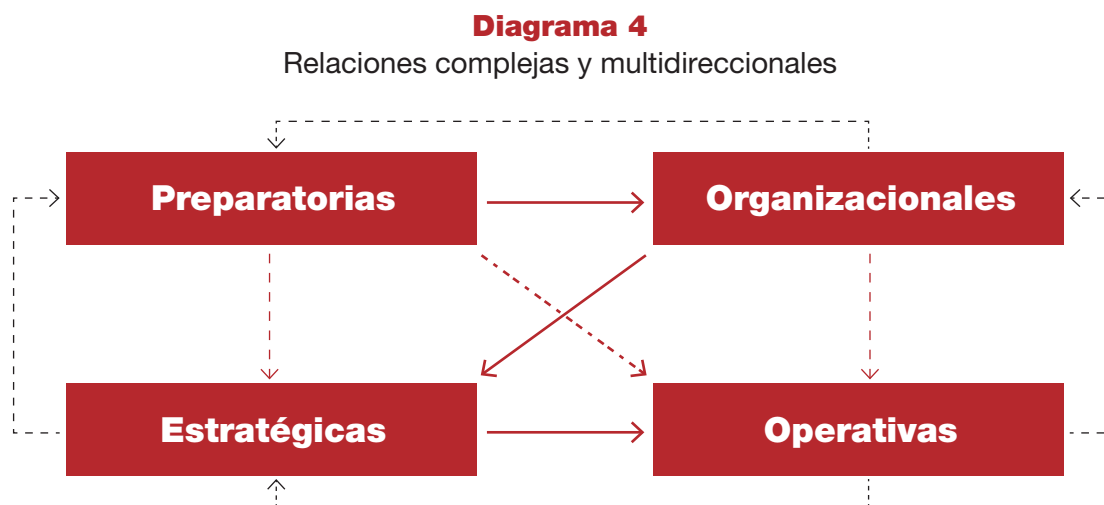 Diagrama 4
Relaciones complejas y multidireccionales
Preparatorias
Organizacionales
Estratégicas
Operativas